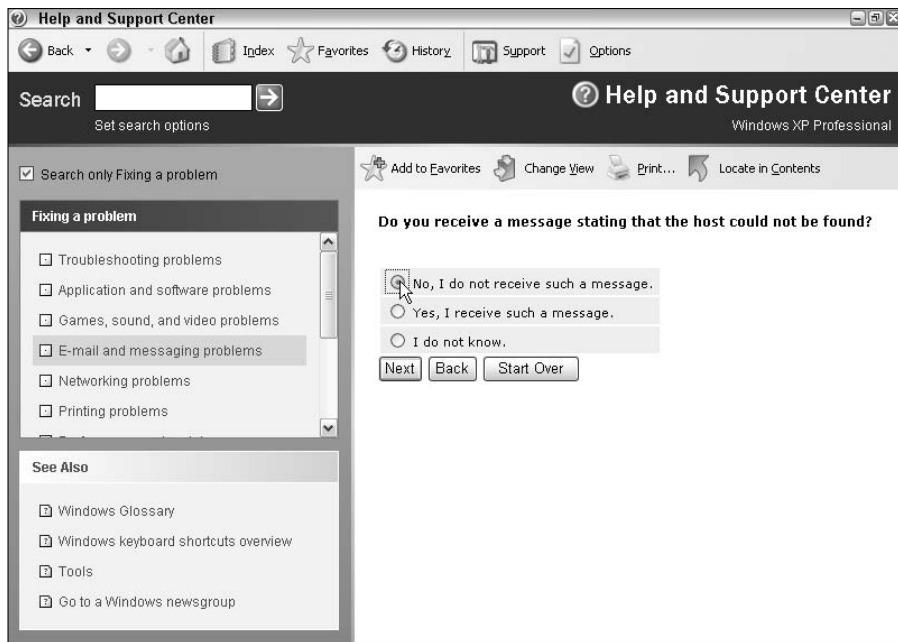 Help and Support Center
Back Index Favorites History Support Options
Search
Set search options
Help and Support Center
Windows XP Professional
Search only Fixing a problem
Fixing a problem
Troubleshooting problems
Application and software problems
Games, sound, and video problems
E-mail and messaging problems
Networking problems
Printing problems
See Also
Windows Glossary
Windows keyboard shortcuts overview
Tools
Go to a Windows newsgroup
Add to Favorites Change View Print... Locate in Contents
Do you receive a message stating that the host could not be found?
No, I do not receive such a message.
Yes, I receive such a message.
I do not know.
Next Back Start Over